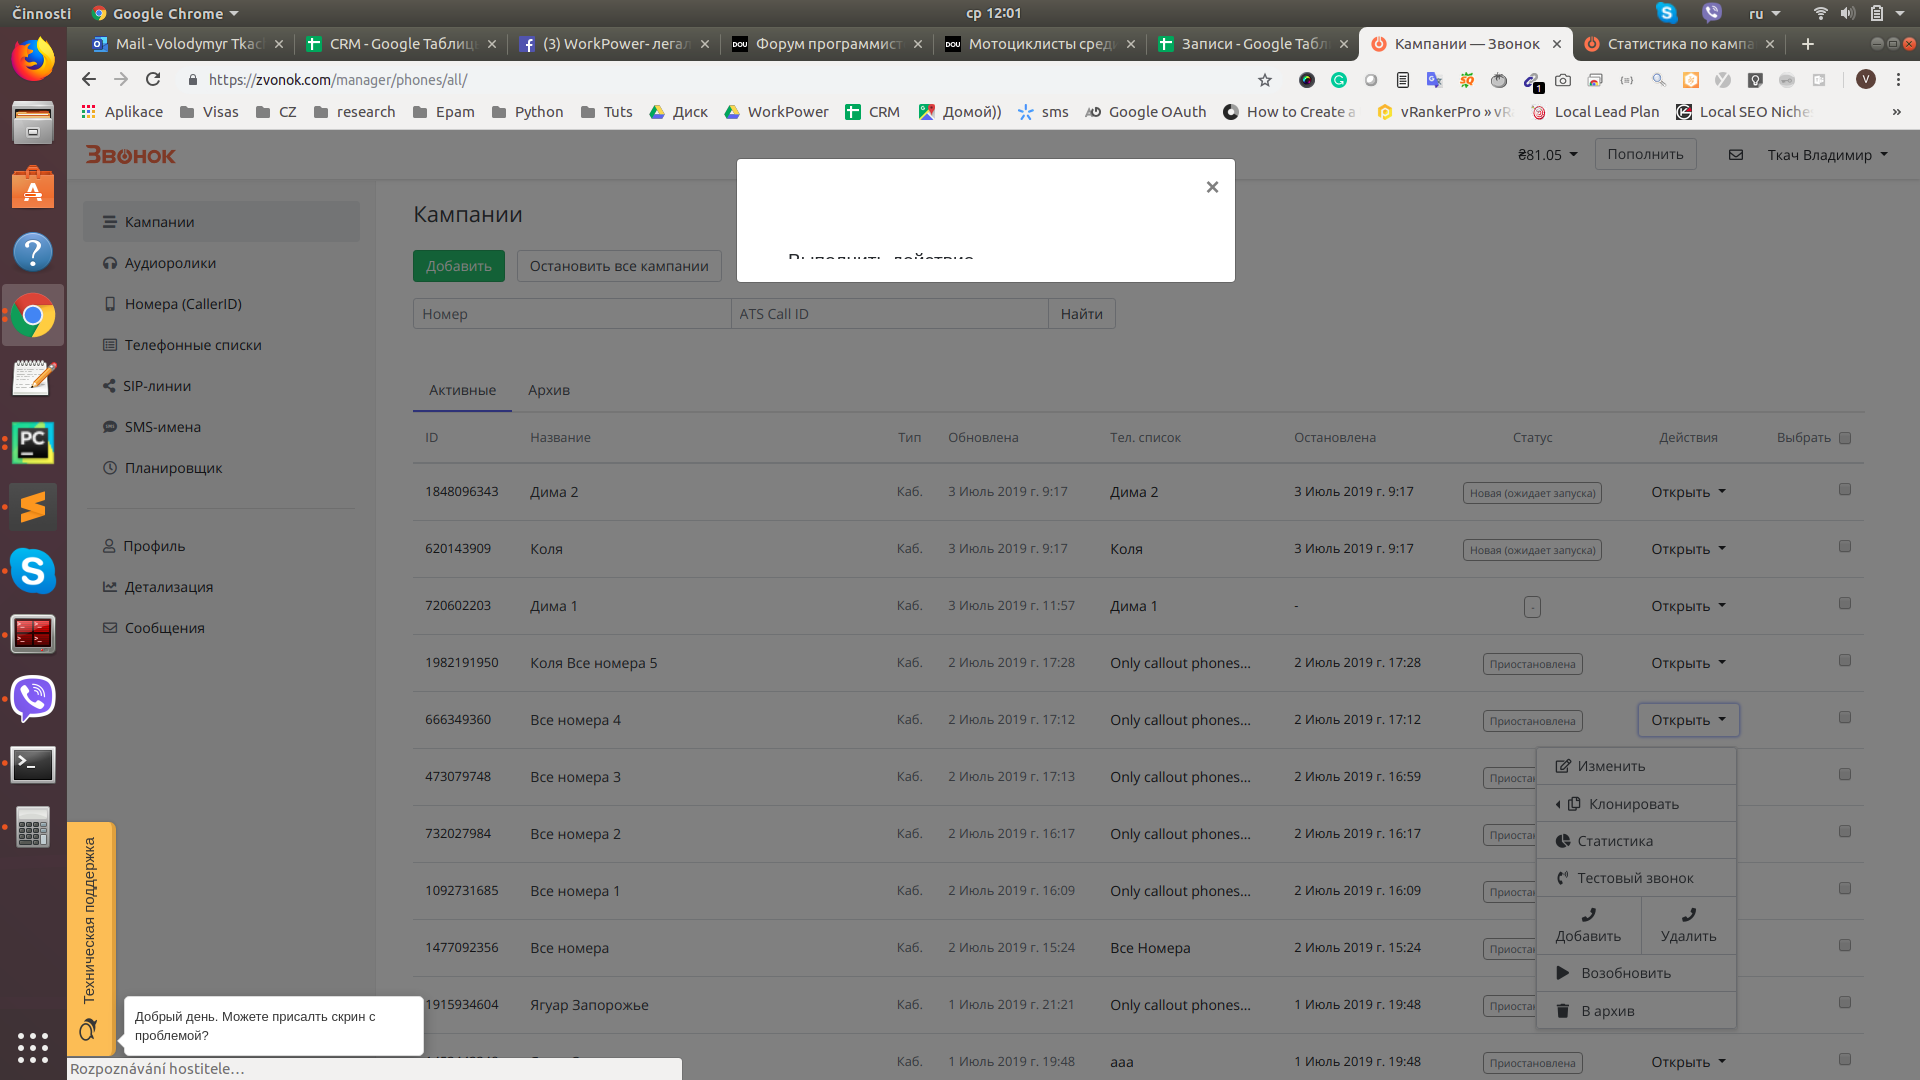 Činnosti
Google Chrome
ср 12:01
ru
Mail - Volodymyr Tkac
CRM - Google Таблиц
(3) WorkPower- легал
Форум программист
Мотоциклисты сред
Записи - Google Табл
Кампании — Звонок
Статистика по кампа
https://zvonok.com/manager/phones/all/
1
V
Aplikace
Visas
CZ
research
Epam
Python
Tuts
Диск
WorkPower
CRM
Домой))
sms
Google OAuth
How to Create a
vRankerPro » vR
Local Lead Plan
Local SEO Niche
»
Звонок
₴81.05
Пополнить
Ткач Владимир
×
Выполнить действие
Кампании
Аудиоролики
Номера (CallerID)
Телефонные списки
SIP-линии
SMS-имена
Планировщик
Профиль
Детализация
Сообщения
Кампании
Добавить
Остановить все кампании
Номер
ATS Call ID
Найти
Активные
Архив
ID Название Тип Обновлена Тел. список Остановлена Статус Действия Выбрать
1848096343 Дима 2 Каб. 3 Июль 2019 г. 9:17 Дима 2 3 Июль 2019 г. 9:17 Новая (ожидает запуска) Открыть
620143909 Коля Каб. 3 Июль 2019 г. 9:17 Коля 3 Июль 2019 г. 9:17 Новая (ожидает запуска) Открыть
720602203 Дима 1 Каб. 3 Июль 2019 г. 11:57 Дима 1 - - Открыть
1982191950 Коля Все номера 5 Каб. 2 Июль 2019 г. 17:28 Only callout phones... 2 Июль 2019 г. 17:28 Приостановлена Открыть
666349360 Все номера 4 Каб. 2 Июль 2019 г. 17:12 Only callout phones... 2 Июль 2019 г. 17:12 Приостановлена Открыть
473079748 Все номера 3 Каб. 2 Июль 2019 г. 17:13 Only callout phones... 2 Июль 2019 г. 16:59 Приостан
732027984 Все номера 2 Каб. 2 Июль 2019 г. 16:17 Only callout phones... 2 Июль 2019 г. 16:17 Приостан
1092731685 Все номера 1 Каб. 2 Июль 2019 г. 16:09 Only callout phones... 2 Июль 2019 г. 16:09 Приостан
1477092356 Все номера Каб. 2 Июль 2019 г. 15:24 Все Номера 2 Июль 2019 г. 15:24 Приостан
1915934604 Ягуар Запорожье Каб. 1 Июль 2019 г. 21:21 Only callout phones... 1 Июль 2019 г. 19:48 Приостан
Каб. 1 Июль 2019 г. 19:48 ааа 1 Июль 2019 г. 19:48 Приостановлена Открыть
Изменить
Клонировать
Статистика
Тестовый звонок
Добавить
Удалить
Возобновить
В архив
Техническая поддержка
Добрый день. Можете присалть скрин с
проблемой?
Rozpoznávání hostitele…